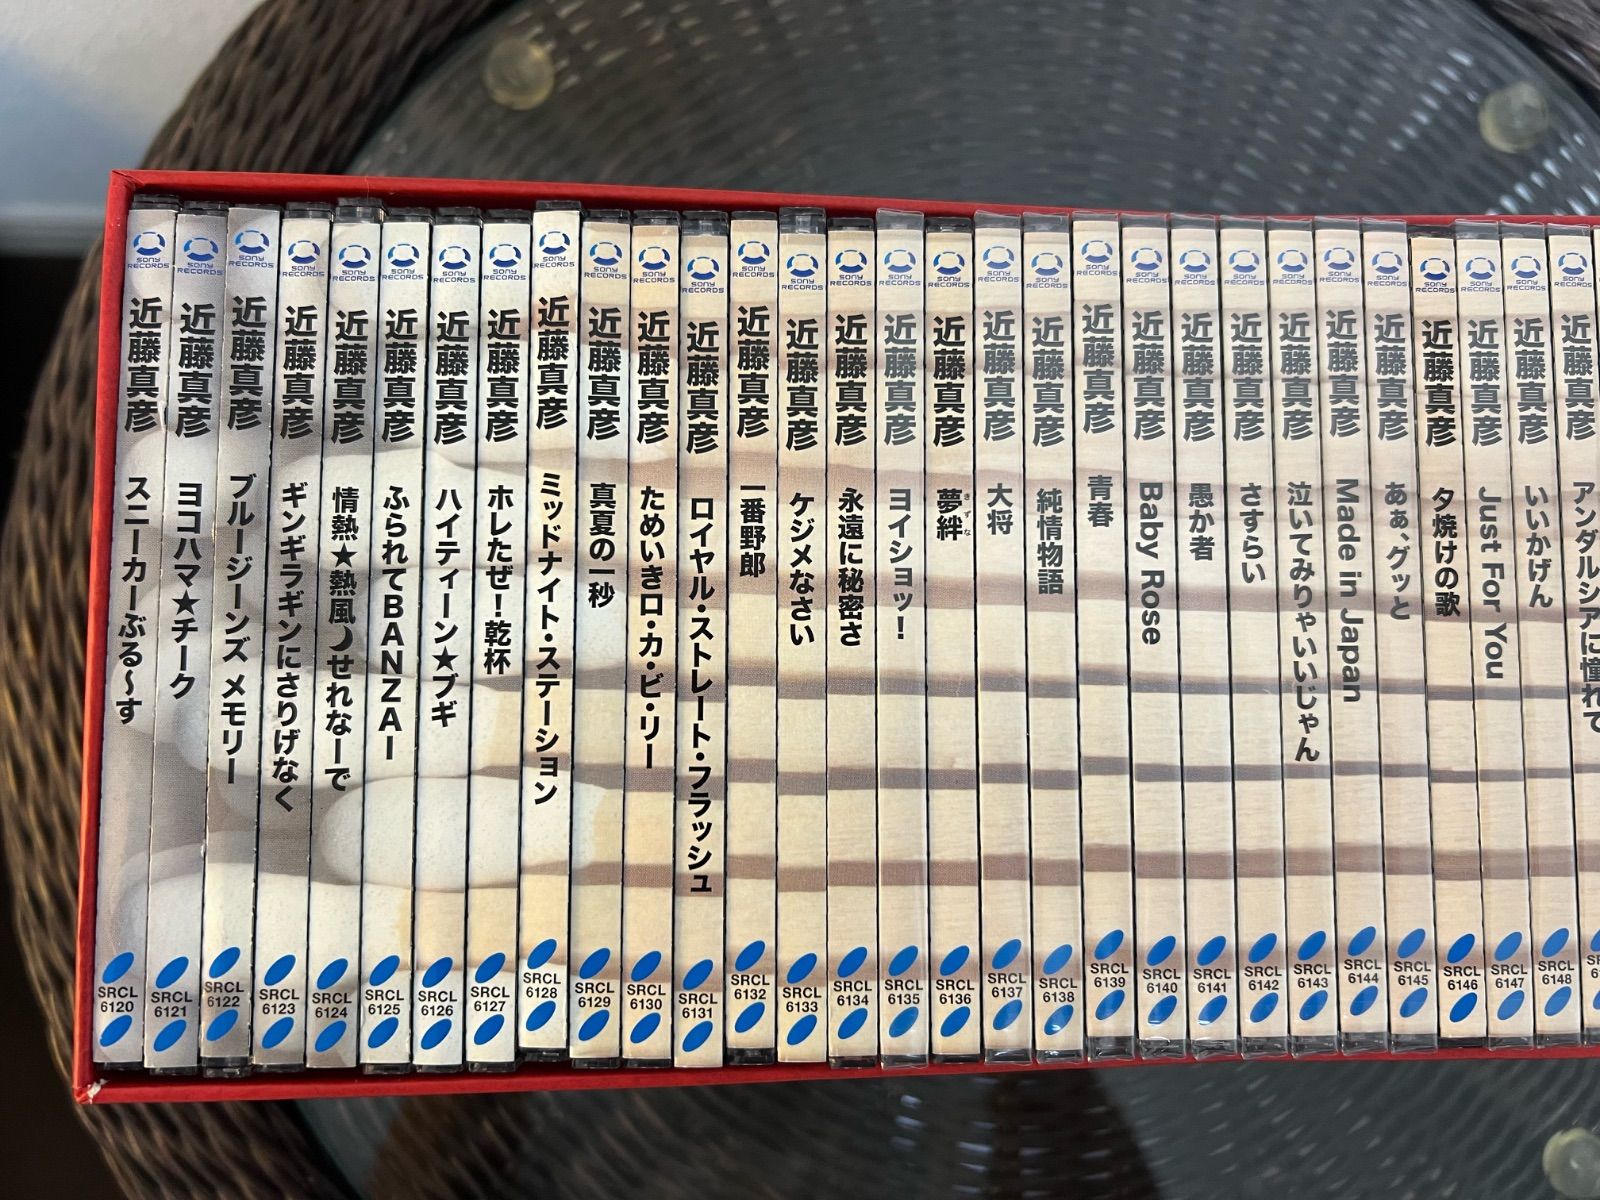 SONY RECORDS
近藤真彦
スニーカーぶる〜す
SRCL
6120
SONY RECORDS
近藤真彦
ヨコハマ★チーク
SRCL
6121
SONY RECORDS
近藤真彦
ブルージーンズ メモリー
SRCL
6122
SONY RECORDS
近藤真彦
ギンギラギンにさりげなく
SRCL
6123
SONY RECORDS
近藤真彦
情熱★熱風☽せれなーで
SRCL
6124
SONY RECORDS
近藤真彦
ふられてBANZAI
SRCL
6125
SONY RECORDS
近藤真彦
ハイティーン★ブギ
SRCL
6126
SONY RECORDS
近藤真彦
ホレたぜ!乾杯
SRCL
6127
SONY RECORDS
近藤真彦
ミッドナイト・ステーション
SRCL
6128
SONY RECORDS
近藤真彦
真夏の一秒
SRCL
6129
SONY RECORDS
近藤真彦
ためいきロ・カ・ビ・リー
SRCL
6130
SONY RECORDS
近藤真彦
ロイヤル・ストレート・フラッシュ
SRCL
6131
SONY RECORDS
近藤真彦
一番野郎
SRCL
6132
SONY RECORDS
近藤真彦
ケジメなさい
SRCL
6133
SONY RECORDS
近藤真彦
永遠に秘密さ
SRCL
6134
SONY RECORDS
近藤真彦
ヨイショッ!
SRCL
6135
SONY RECORDS
近藤真彦
夢絆
きずな
SRCL
6136
SONY RECORDS
近藤真彦
大将
SRCL
6137
SONY RECORDS
近藤真彦
純情物語
SRCL
6138
SONY RECORDS
近藤真彦
青春
SRCL
6139
SONY RECORDS
近藤真彦
Baby Rose
SRCL
6140
SONY RECORDS
近藤真彦
愚か者
SRCL
6141
SONY RECORDS
近藤真彦
さすらい
SRCL
6142
SONY RECORDS
近藤真彦
泣いてみりゃいいじゃん
SRCL
6143
SONY RECORDS
近藤真彦
Made in Japan
SRCL
6144
SONY RECORDS
近藤真彦
あぁ、グッと
SRCL
6145
SONY RECORDS
近藤真彦
夕焼けの歌
SRCL
6146
SONY RECORDS
近藤真彦
Just For You
SRCL
6147
SONY RECORDS
近藤真彦
いいかげん
SRCL
6148
SONY RECORDS
近藤真彦
アンダルシアに憧れて